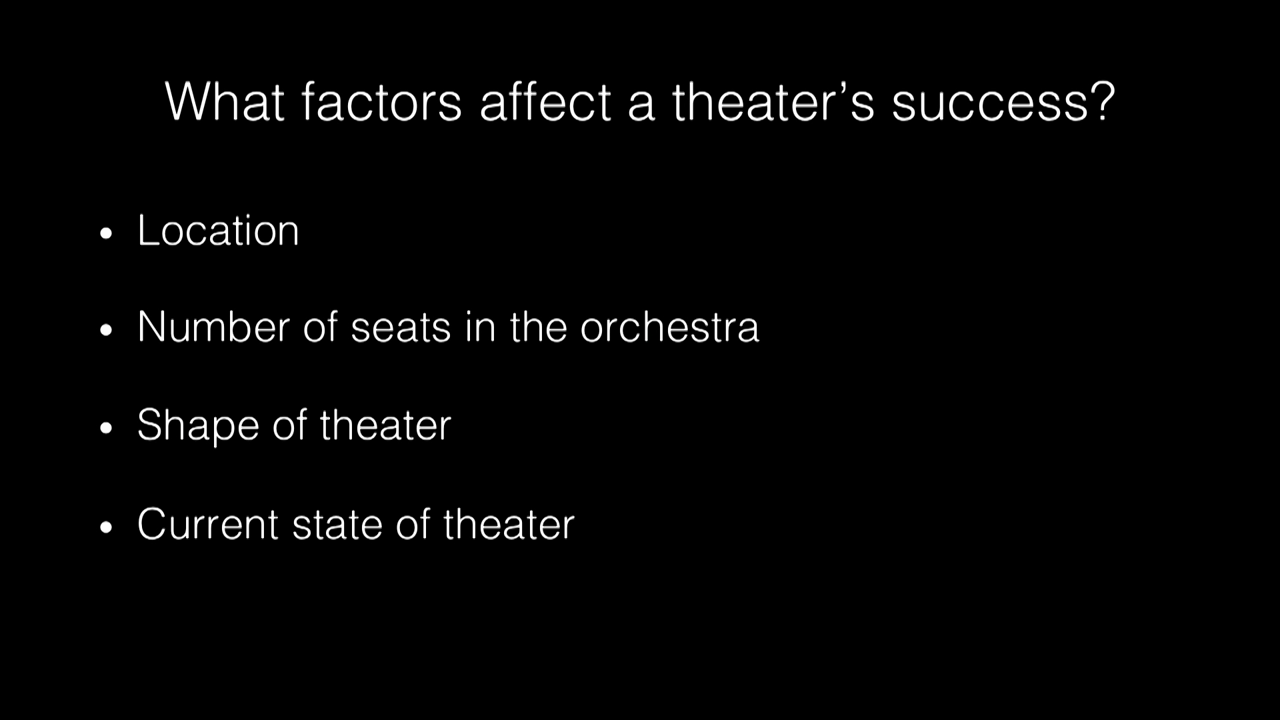 What factors affect a theater’s success?
• Location
• Number of seats in the orchestra
• Shape of theater
• Current state of theater